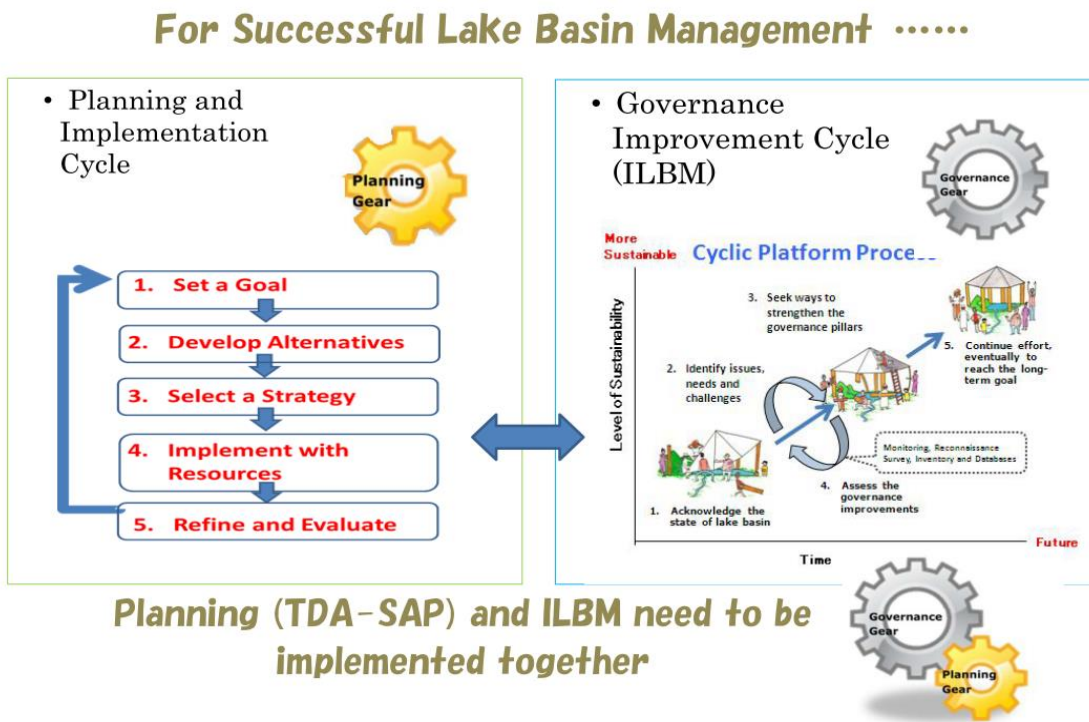 For Successful Lake Basin Management ……
• Planning and
Implementation
Cycle
Planning
Gear
1. Set a Goal
2. Develop Alternatives
3. Select a Strategy
4. Implement with
Resources
5. Refine and Evaluate
• Governance
Improvement Cycle
(ILBM)
Governance
Gear
More
Sustainable
Cyclic Platform Proce
Level of Sustainability
3. Seek ways to
strengthen the
governance pillars
2. Identify issues,
needs and
challenges
5. Continue effort,
eventually to
reach the long-
term goal
Monitoring, Reconnaissance
Survey, Inventory and Databases
4. Assess the
governance
improvements
1. Acknowledge the
state of lake basin
Time
Future
Planning (TDA-SAP) and ILBM need to be
implemented together
Governance
Gear
Planning
Gear